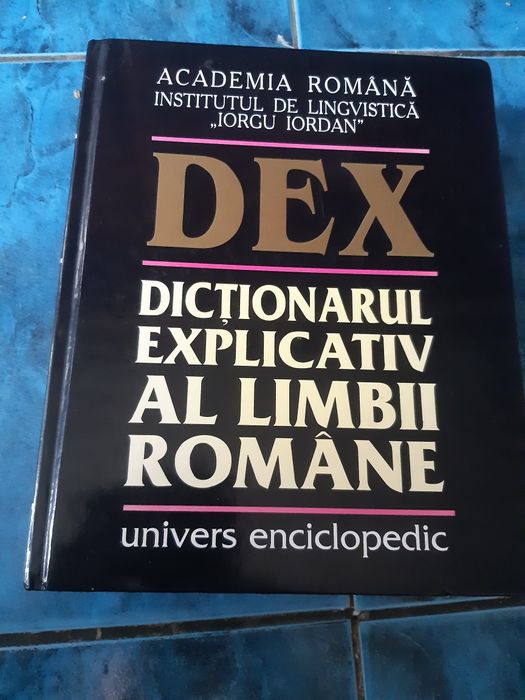 ACADEMIA ROMÂNĂ
INSTITUTUL DE LINGVISTICĂ
„IORGU IORDAN”
DEX
DICȚIONARUL
EXPLICATIV
AL LIMBII
ROMÂNE
univers enciclopedic